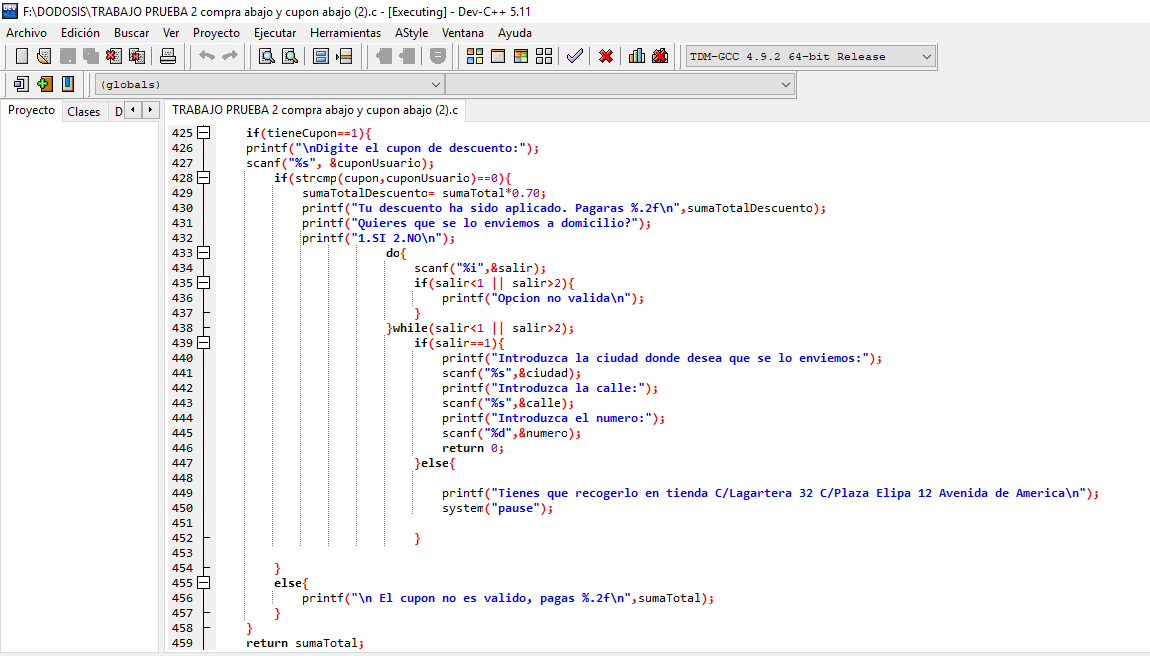 F:\DODOSIS\TRABAJO PRUEBA 2 compra abajo y cupon abajo (2).c - [Executing] - Dev-C++ 5.11
Archivo Edición Buscar Ver Proyecto Ejecutar Herramientas AStyle Ventana Ayuda
TDM-GCC 4.9.2 64-bit Release
(globals)
Proyecto Clases D
TRABAJO PRUEBA 2 compra abajo y cupon abajo (2).c
425 if(tieneCupon==1){
426 printf("\nDigite el cupon de descuento:");
427 scanf("%s", &cuponUsuario);
428 if(strcmp(cupon,cuponUsuario)==0){
429 sumaTotalDescuento= sumaTotal*0.70;
430 printf("Tu descuento ha sido aplicado. Pagaras %.2f\n",sumaTotalDescuento);
431 printf("Quieres que se lo enviemos a domicilio?");
432 printf("1.SI 2.NO\n");
433 do{
434 scanf("%i",&salir);
435 if(salir<1 || salir>2){
436 printf("Opcion no valida\n");
437 }
438 }while(salir<1 || salir>2);
439 if(salir==1){
440 printf("Introduzca la ciudad donde desea que se lo enviemos:");
441 scanf("%s",&ciudad);
442 printf("Introduzca la calle:");
443 scanf("%s",&calle);
444 printf("Introduzca el numero:");
445 scanf("%d",&numero);
446 return 0;
447 }else{
448
449 printf("Tienes que recogerlo en tienda C/Lagartera 32 C/Plaza Elipa 12 Avenida de America\n");
450 system("pause");
451
452 }
453
454 }
455 else{
456 printf("\n El cupon no es valido, pagas %.2f\n",sumaTotal);
457 }
458 }
459 return sumaTotal;